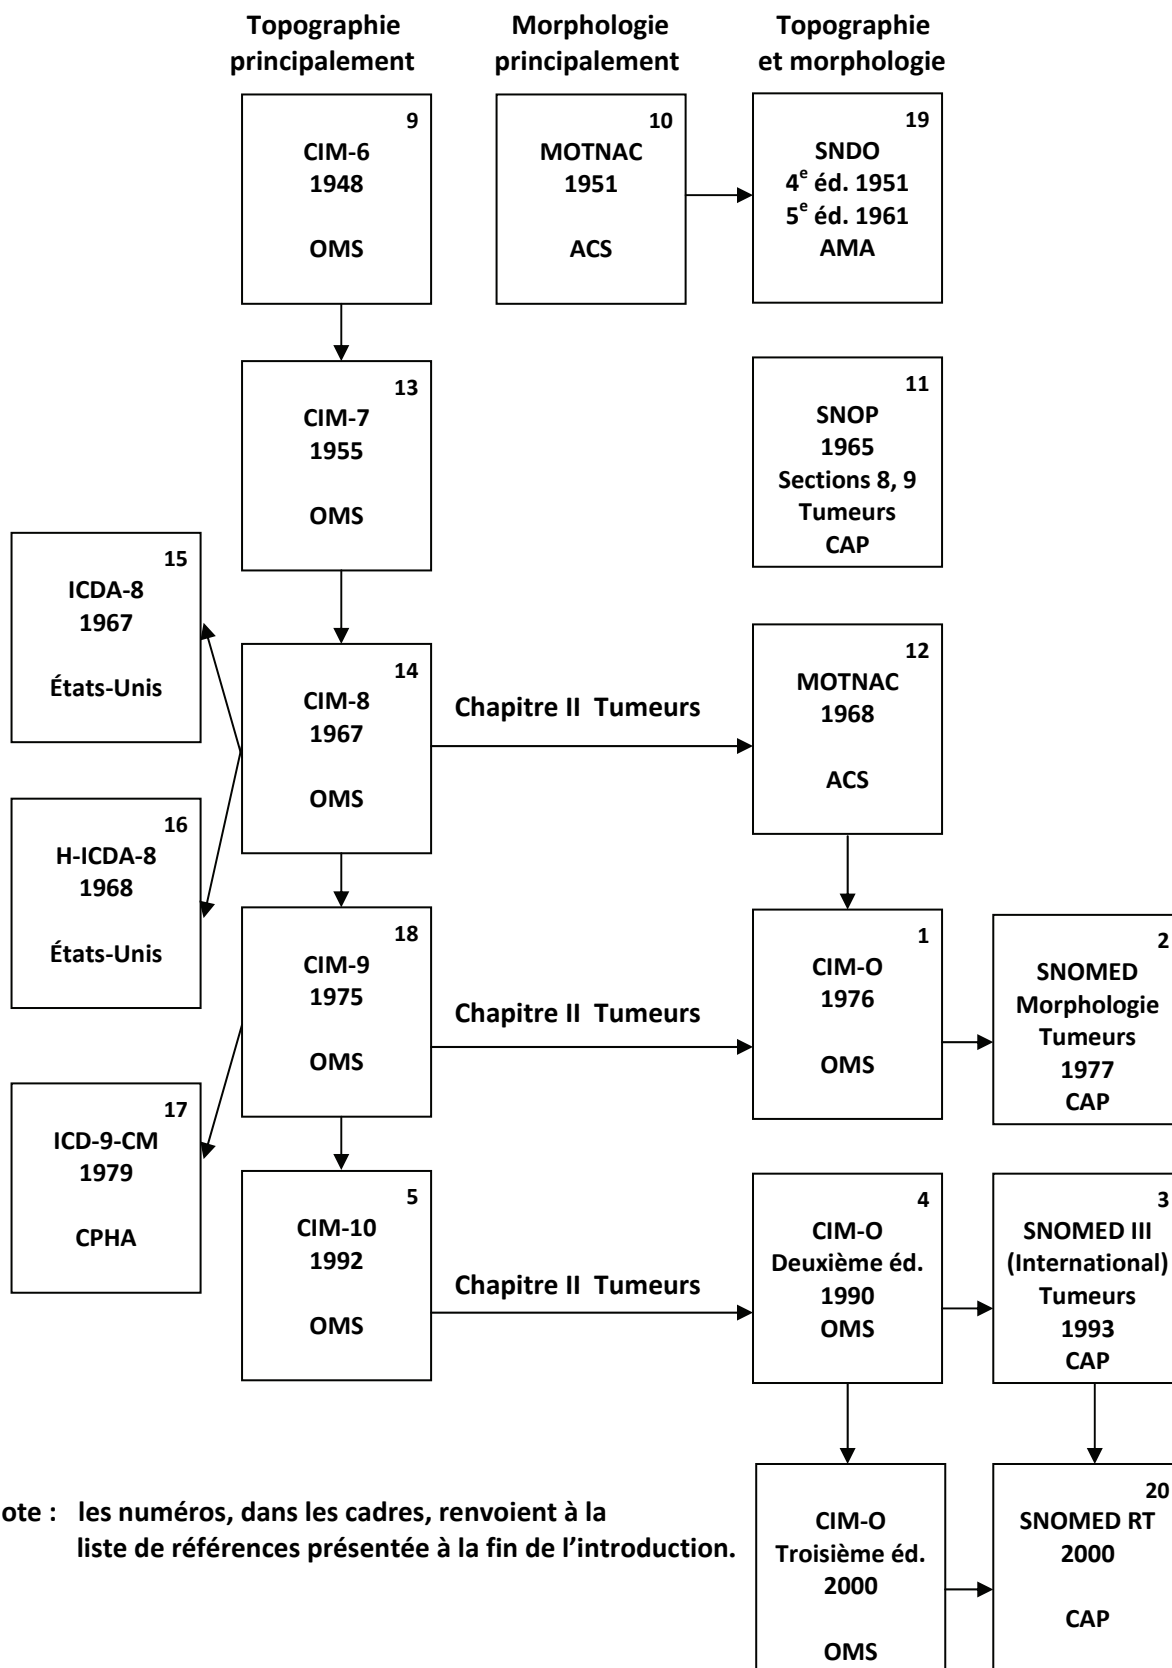 Topographie
principalement
Morphologie
principalement
Topographie
et morphologie
9
CIM-6
1948
OMS
10
MOTNAC
1951
ACS
19
SNDO
4e éd. 1951
5e éd. 1961
AMA
13
CIM-7
1955
OMS
11
SNOP
1965
Sections 8, 9
Tumeurs
CAP
15
ICDA-8
1967
États-Unis
14
CIM-8
1967
OMS
Chapitre II Tumeurs
12
MOTNAC
1968
ACS
16
H-ICDA-8
1968
États-Unis
18
CIM-9
1975
OMS
Chapitre II Tumeurs
1
CIM-O
1976
OMS
2
SNOMED
Morphologie
Tumeurs
1977
CAP
17
ICD-9-CM
1979
CPHA
5
CIM-10
1992
OMS
Chapitre II Tumeurs
4
CIM-O
Deuxième éd.
1990
OMS
3
SNOMED III
(International)
Tumeurs
1993
CAP
ote : les numéros, dans les cadres, renvoient à la
liste de références présentée à la fin de l’introduction.
CIM-O
Troisième éd.
2000
OMS
20
SNOMED RT
2000
CAP